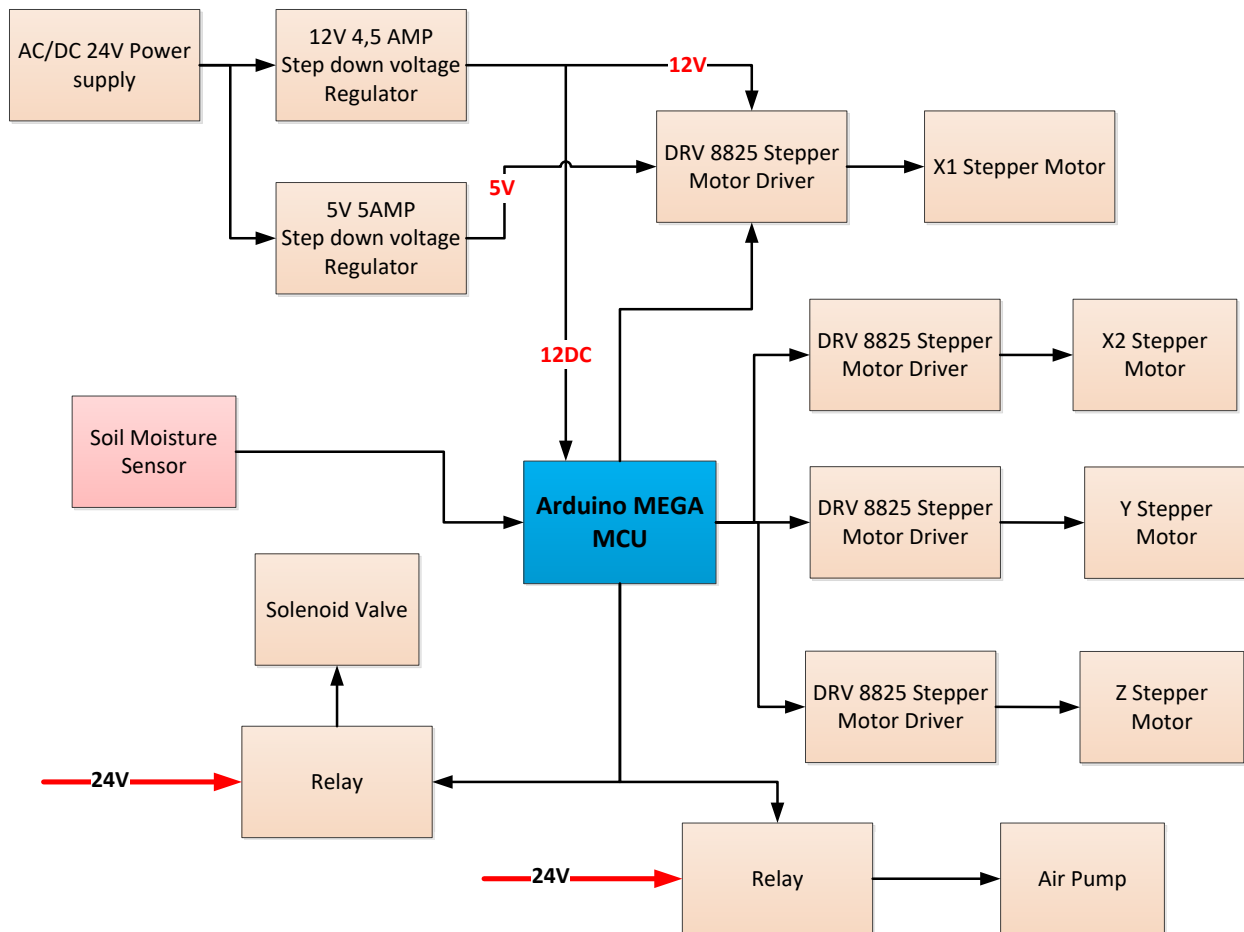 AC/DC 24V Power
supply
12V 4,5 AMP
Step down voltage
Regulator
12V
DRV 8825 Stepper
Motor Driver
X1 Stepper Motor
5V 5AMP
Step down voltage
Regulator
5V
12DC
DRV 8825 Stepper
Motor Driver
X2 Stepper
Motor
Soil Moisture
Sensor
Arduino MEGA
MCU
DRV 8825 Stepper
Motor Driver
Y Stepper
Motor
Solenoid Valve
DRV 8825 Stepper
Motor Driver
Z Stepper
Motor
24V
Relay
24V
Relay
Air Pump